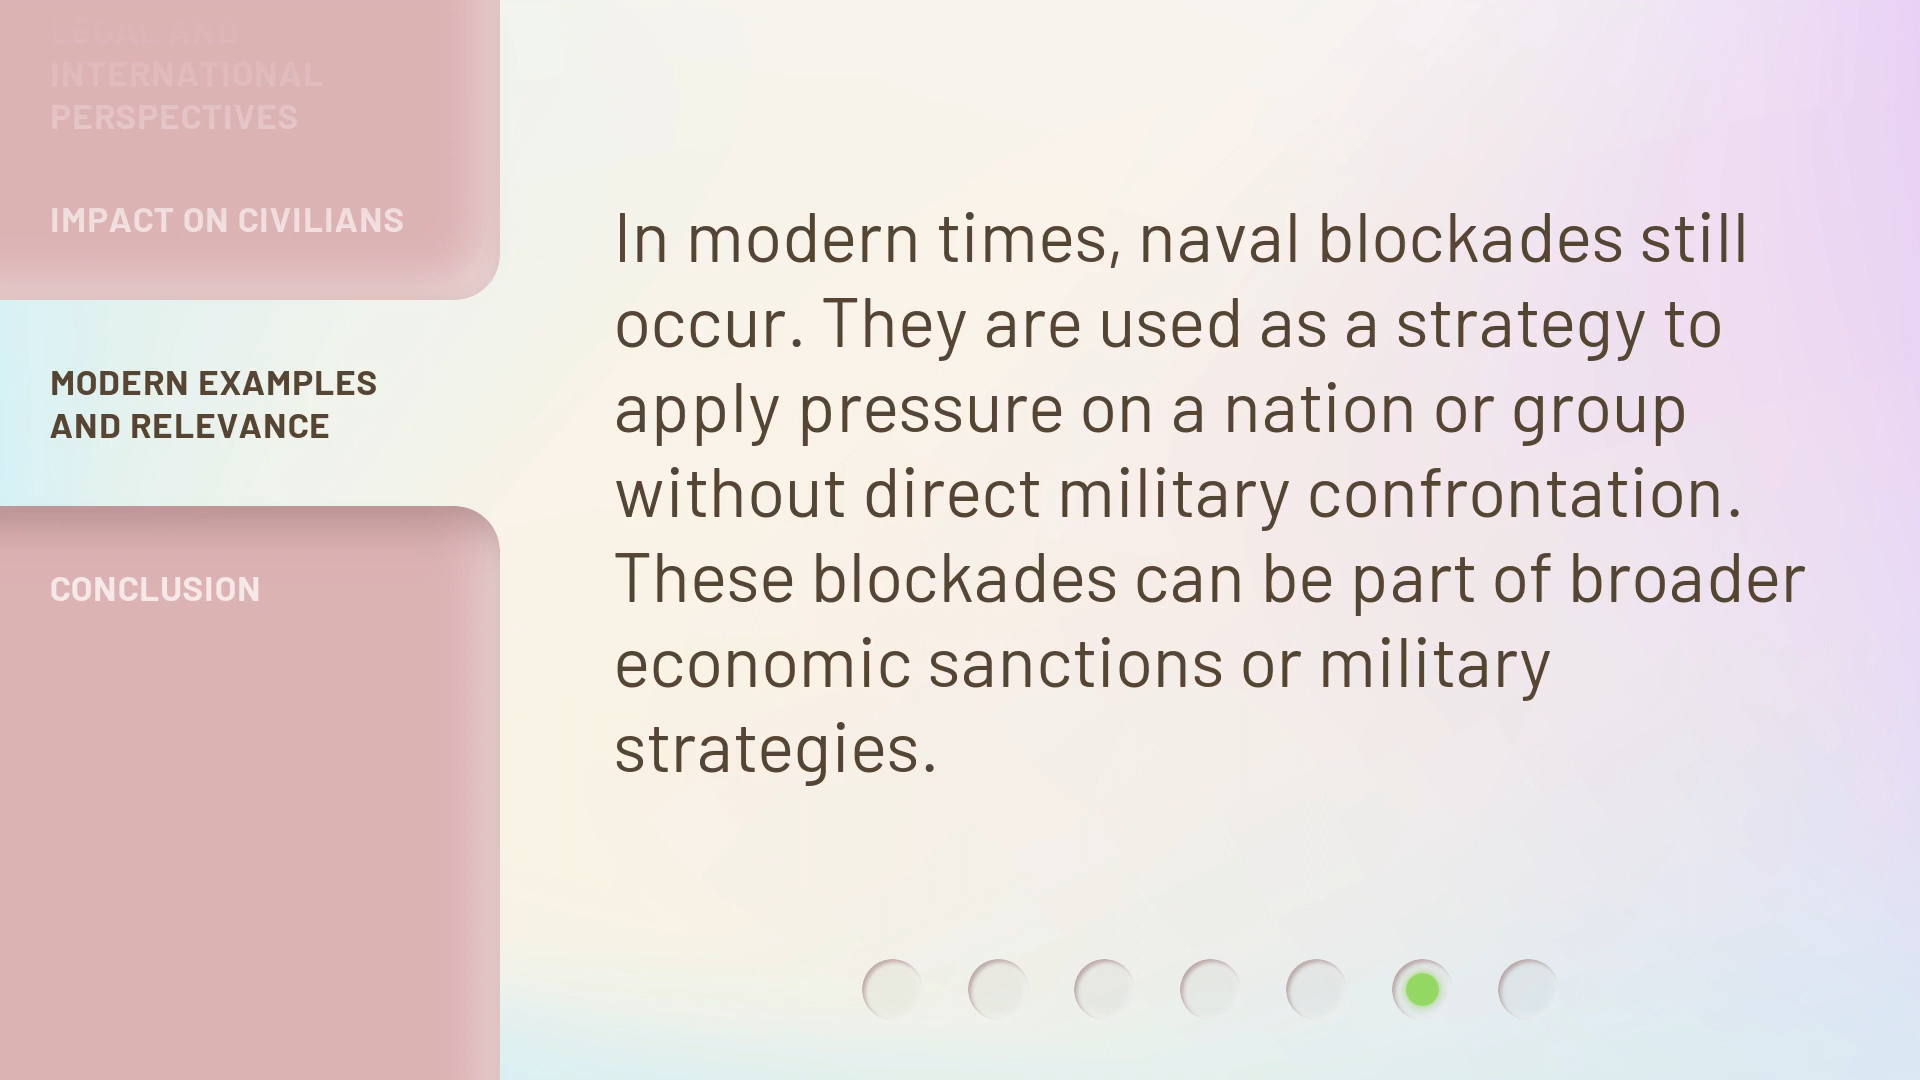 LEGAL AND
INTERNATIONAL
PERSPECTIVES
IMPACT ON CIVILIANS
MODERN EXAMPLES
AND RELEVANCE
CONCLUSION
In modern times, naval blockades still
occur. They are used as a strategy to
apply pressure on a nation or group
without direct military confrontation.
These blockades can be part of broader
economic sanctions or military
strategies.